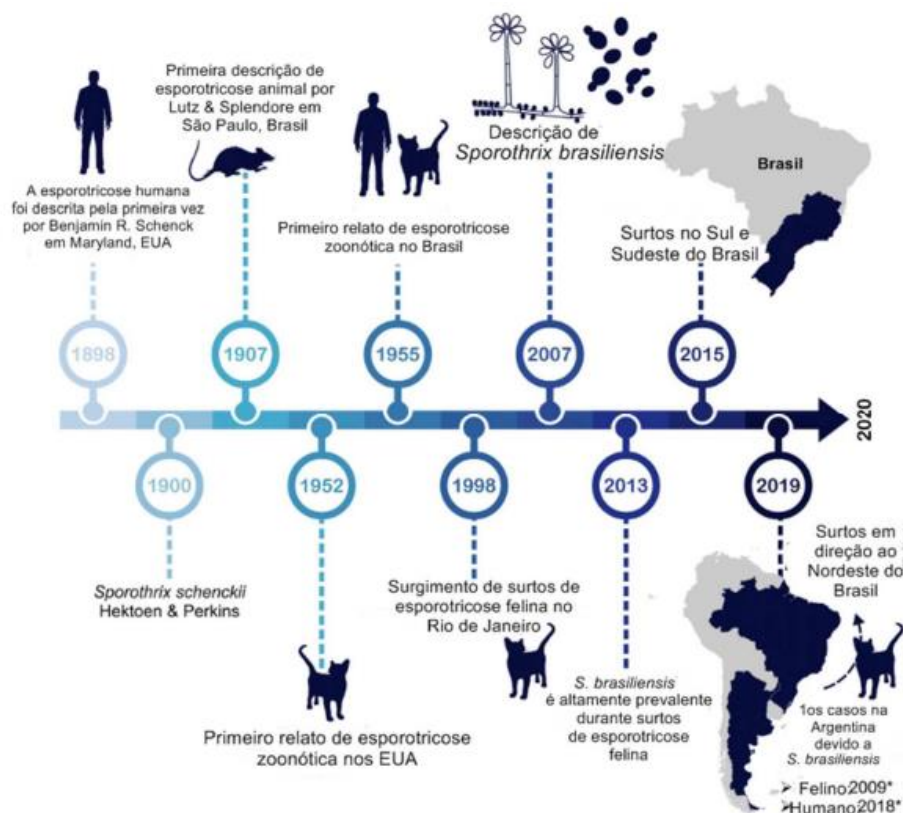 A esporotricose humana
foi descrita pela primeira vez
por Benjamin R. Schenck
em Maryland, EUA
1898
Primeira descrição de
esporotricose animal por
Lutz & Splendore em
São Paulo, Brasil
1907
Primeiro relato de esporotricose
zoonótica no Brasil
1955
Descrição de
Sporothrix brasiliensis
2007
Brasil
Surtos no Sul e
Sudeste do Brasil
2015
2020
1900
Sporothrix schenckii
Hektoen & Perkins
1952
Primeiro relato de esporotricose
zoonótica nos EUA
1998
Surgimento de surtos de
esporotricose felina no
Rio de Janeiro
2013
S. brasiliensis
é altamente prevalente
durante surtos
de esporotricose
felina
2019
Surtos em
direção ao
Nordeste do
Brasil
1os casos na
Argentina
devido a
S. brasiliensis
➢ Felino:2009*
➢ Humano:2018*